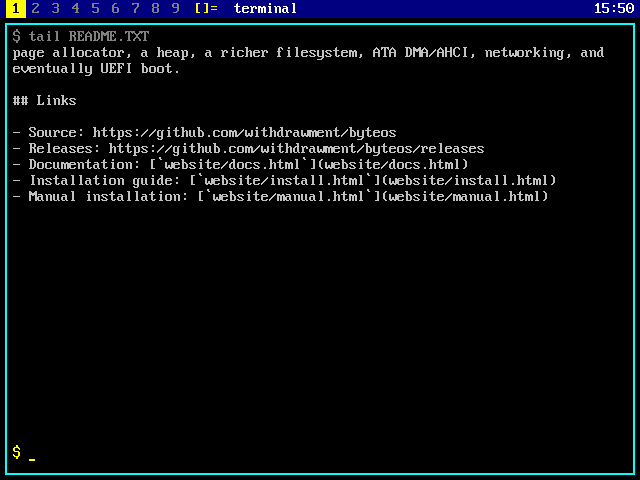 1 2 3 4 5 6 7 8 9 []= terminal 15:50
$ tail README.TXT
page allocator, a heap, a richer filesystem, ATA DMA/AHCI, networking, and
eventually UEFI boot.
## Links
- Source: https://github.com/withdrawment/byteos
- Releases: https://github.com/withdrawment/byteos/releases
- Documentation: [`website/docs.html`](website/docs.html)
- Installation guide: [`website/install.html`](website/install.html)
- Manual installation: [`website/manual.html`](website/manual.html)
$ _